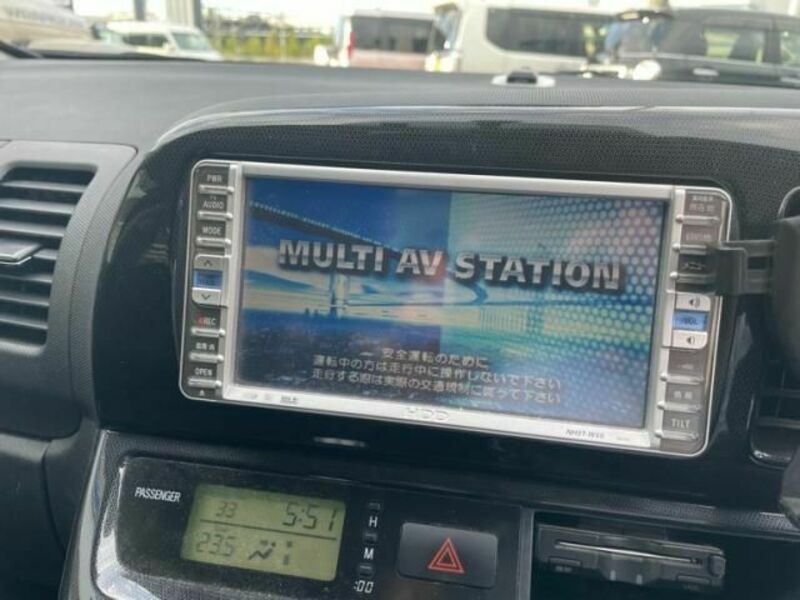 PWR
AUDIO
MODE
REC
OPEN
MULTI AV STATION
安全運転のために
運転中の方は走行中に操作しないで下さい
走行する際は実際の交通規制に従って下さい
HDD
VOL
TILT
PASSENGER
33 5:51
23.5
H
M
:00